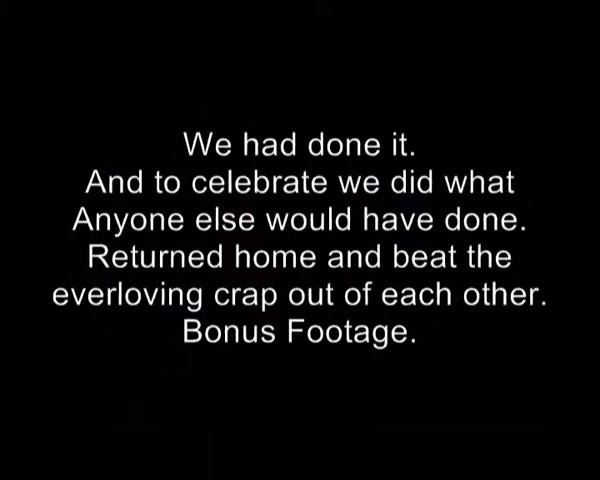 We had done it.
And to celebrate we did what
Anyone else would have done.
Returned home and beat the
everloving crap out of each other.
Bonus Footage.